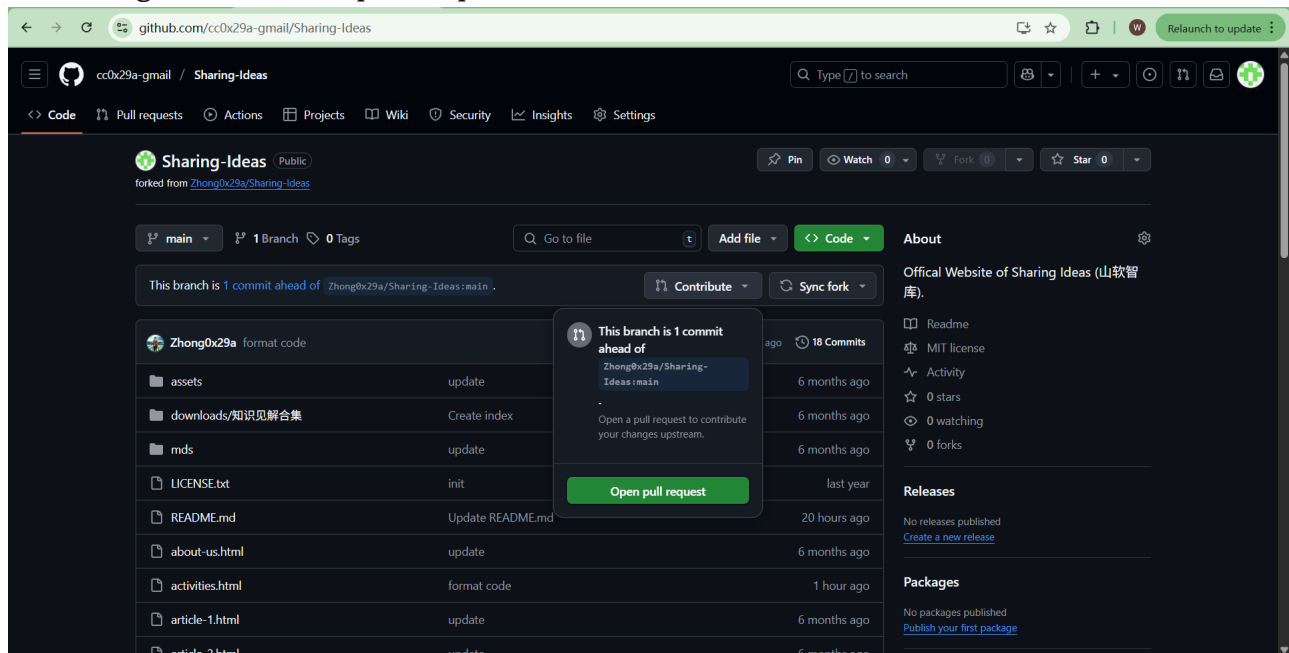 github.com/cc0x29a-gmail/Sharing-Ideas
W
Relaunch to update
cc0x29a-gmail / Sharing-Ideas
Type / to search
Code
Pull requests
Actions
Projects
Wiki
Security
Insights
Settings
Sharing-Ideas Public
Pin
Watch 0
Fork 0
Star 0
forked from Zhong0x29a/Sharing-Ideas
main
1 Branch
0 Tags
Go to file t
Add file
<> Code
This branch is 1 commit ahead of Zhong0x29a/Sharing-Ideas:main .
Contribute
Sync fork
This branch is 1 commit
ahead of
Zhong0x29a/Sharing-
Ideas:main
.
Open a pull request to contribute
your changes upstream.
Open pull request
Zhong0x29a format code ago 18 Commits
assets update 6 months ago
downloads/知识见解合集 Create index 6 months ago
mds update 6 months ago
LICENSE.txt init last year
README.md Update README.md 20 hours ago
about-us.html update 6 months ago
activities.html format code 1 hour ago
article-1.html update 6 months ago
About
Offical Website of Sharing Ideas (山软智
库).
Readme
MIT license
Activity
0 stars
0 watching
0 forks
Releases
No releases published
Create a new release
Packages
No packages published
Publish your first package